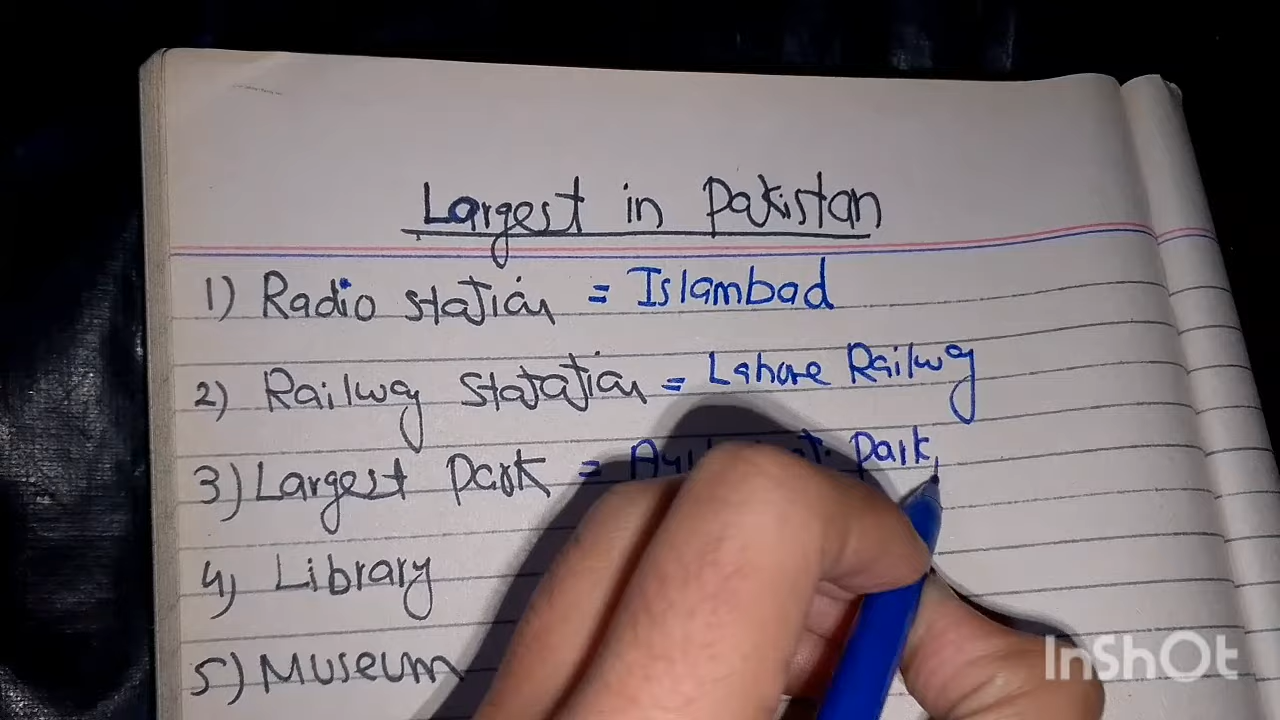 Largest in Pakistan
1) Radio station = Islambad
2) Railway Statation = Lahore Railwy
3) Largest Park = Park,
4) Library
5) Museum
InShOt